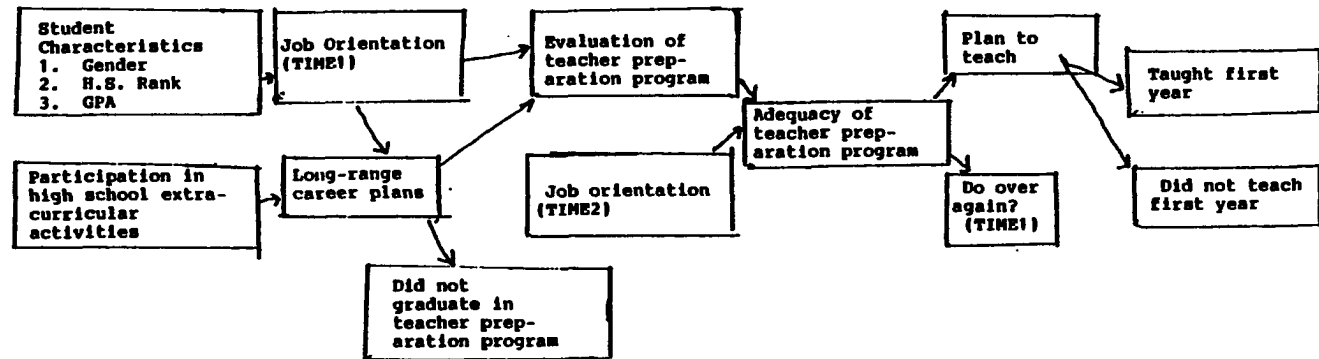 Student
Characteristics
1. Gender
2. H.S. Rank
3. GPA
Job Orientation
(TIME1)
Evaluation of
teacher prep-
aration program
Plan to
teach
Taught first
year
Adequacy of
teacher prep-
aration program
Participation in
high school extra-
curricular
activities
Long-range
career plans
Job orientation
(TIME2)
Do over
again?
(TIME1)
Did not teach
first year
Did not
graduate in
teacher prep-
aration program